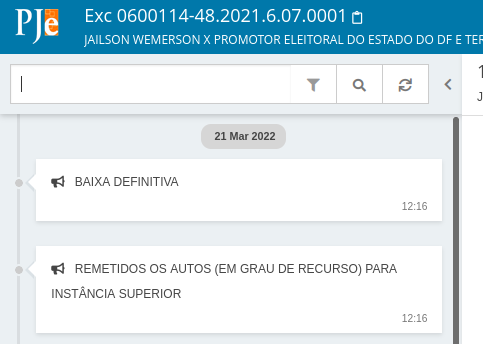 PJe
Exc 0600114-48.2021.6.07.0001
JAILSON WEMERSON X PROMOTOR ELEITORAL DO ESTADO DO DF E TER
21 Mar 2022
BAIXA DEFINITIVA
12:16
REMETIDOS OS AUTOS (EM GRAU DE RECURSO) PARA
INSTÂNCIA SUPERIOR
12:16